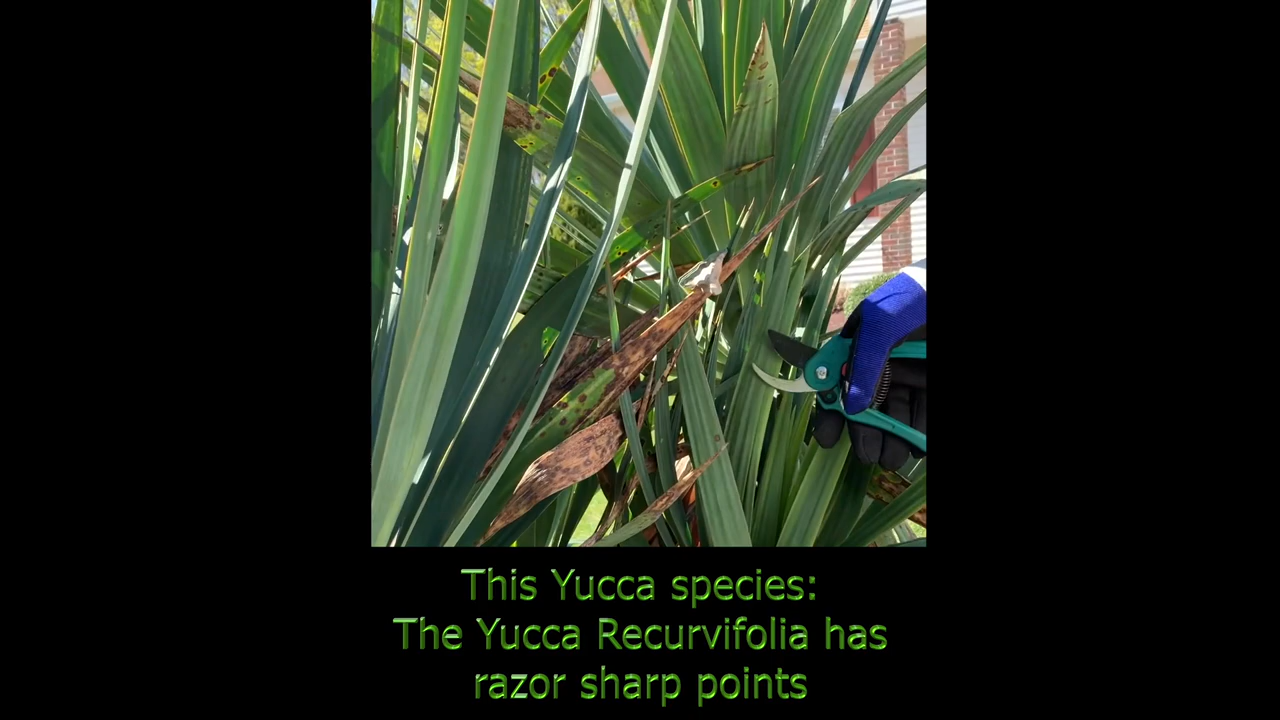 This Yucca species:
The Yucca Recurvifolia has
razor sharp points